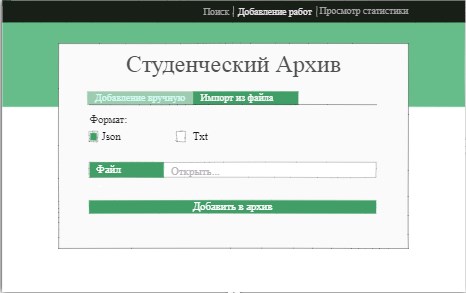 Поиск | Добавление работ | Просмотр статистики
Студенческий Архив
Добавление вручную Импорт из файла
Формат:
Json Txt
Файл Открыть...
Добавить в архив